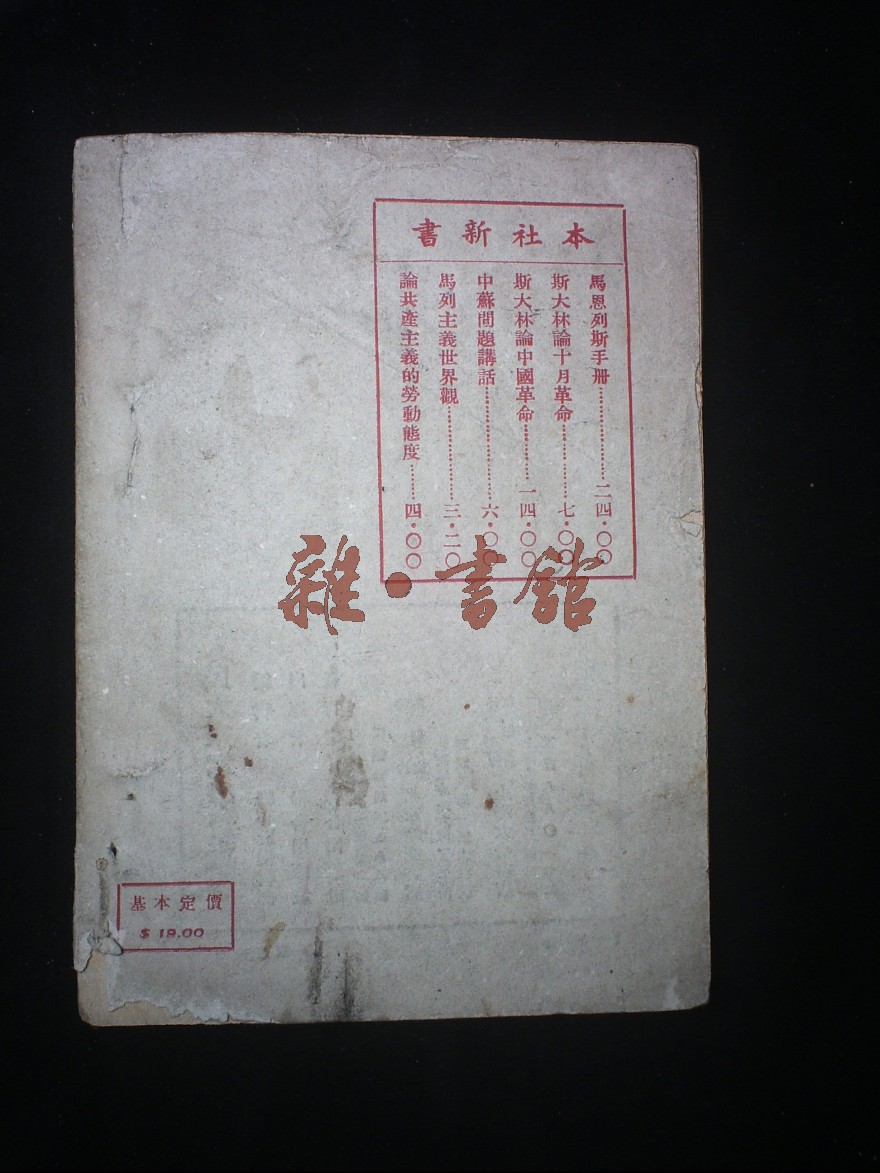 本社新書
馬恩列斯手冊………………二四·〇〇
斯大林論十月革命……………七·〇〇
斯大林論中國革命…………一四·〇〇
中蘇問題講話………………六·〇〇
馬列主義世界觀………………三·二〇
論共產主義的勞動態度………四·〇〇
雜·書館
基本定價
$ 19.00